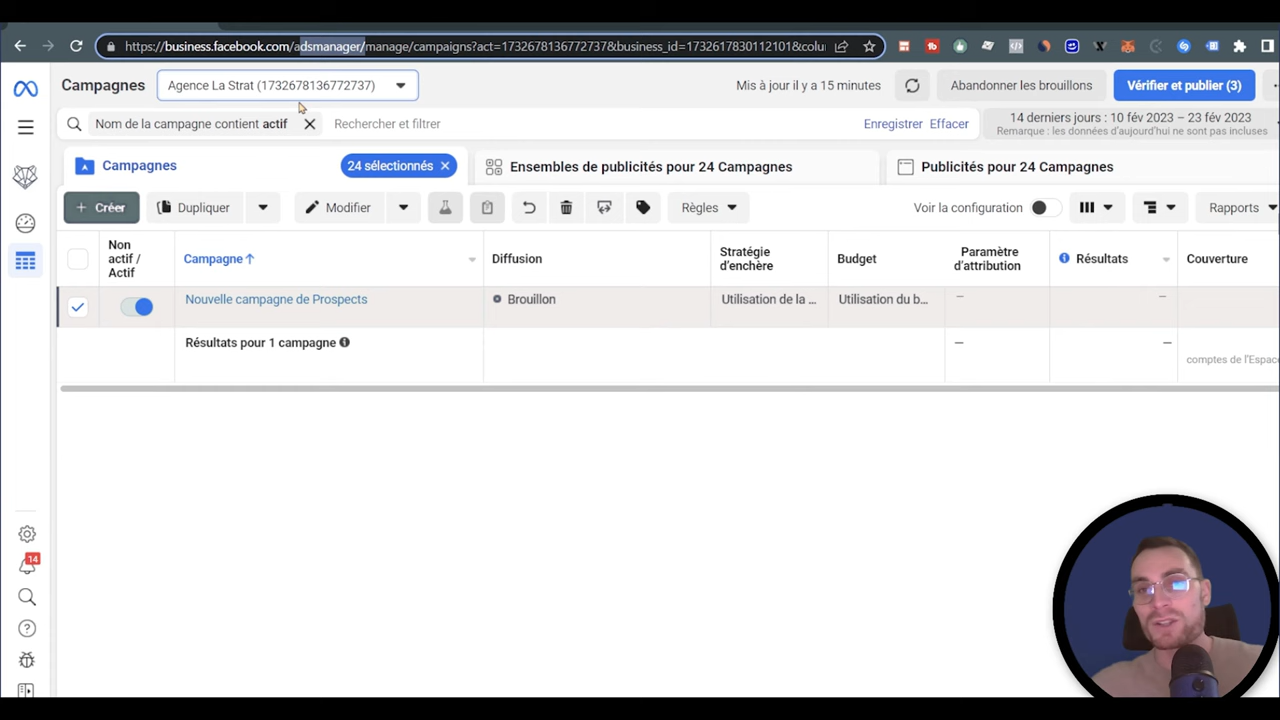 https://business.facebook.com/adsmanager/manage/campaigns?act=1732678136772737&business_id=1732617830112101&colu
Campagnes
Agence La Strat (1732678136772737)
Mis à jour il y a 15 minutes
Abandonner les brouillons
Vérifier et publier (3)
Nom de la campagne contient actif
Rechercher et filtrer
Enregistrer
Effacer
14 derniers jours : 10 fév 2023 – 23 fév 2023
Remarque : les données d'aujourd'hui ne sont pas incluses
Campagnes
24 sélectionnés
Ensembles de publicités pour 24 Campagnes
Publicités pour 24 Campagnes
+ Créer
Dupliquer
Modifier
Règles
Voir la configuration
Rapports
Non actif / Actif
Campagne
Diffusion
Stratégie d'enchère
Budget
Paramètre d'attribution
Résultats
Couverture
Nouvelle campagne de Prospects
Brouillon
Utilisation de la ...
Utilisation du b...
—
—
Résultats pour 1 campagne
—
—
comptes de l'Espac
14